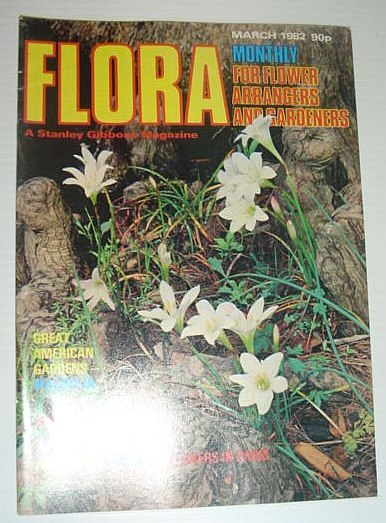 MARCH 1982 90p
FLORA
MONTHLY
FOR FLOWER
ARRANGERS
AND GARDENERS
A Stanley Gibbons Magazine
GREAT
AMERICAN
GARDENS